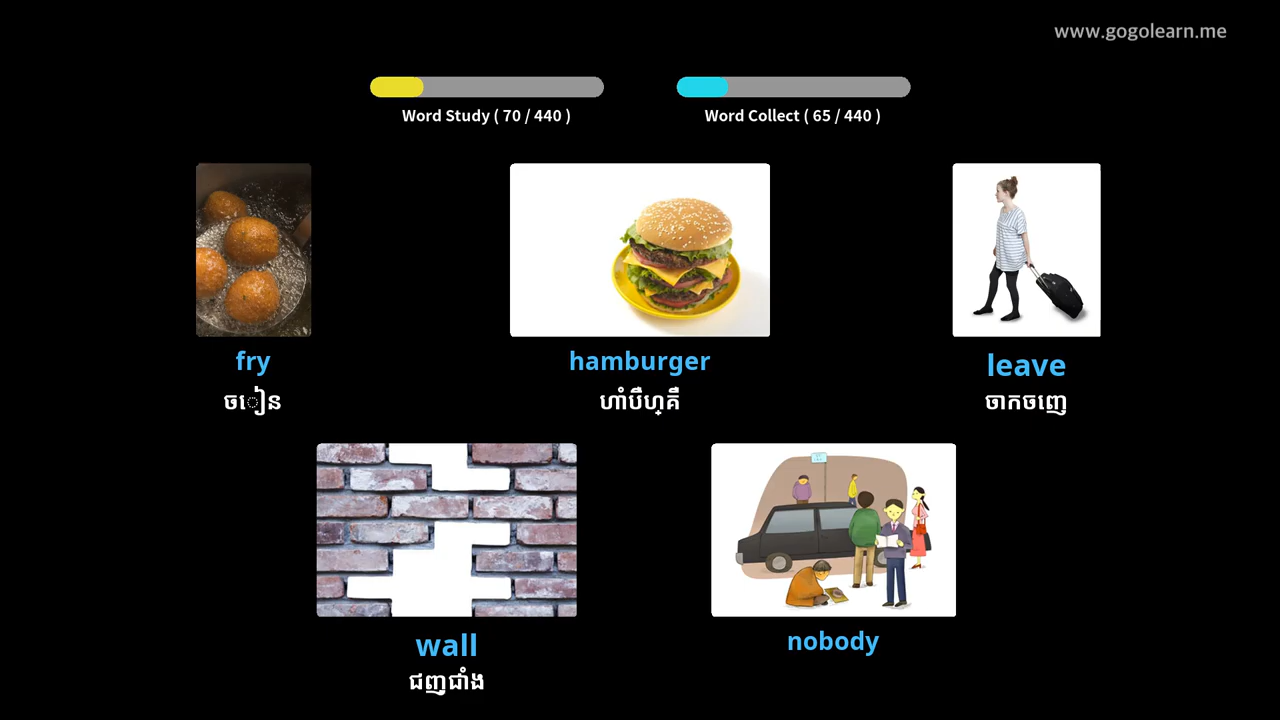 www.gogolearn.me
Word Study ( 70 / 440 )
Word Collect ( 65 / 440 )
fry
ចៀន
hamburger
ហាំបឺហ្គឺ
leave
ចាកចញេ
wall
ជញ្ជាំង
nobody